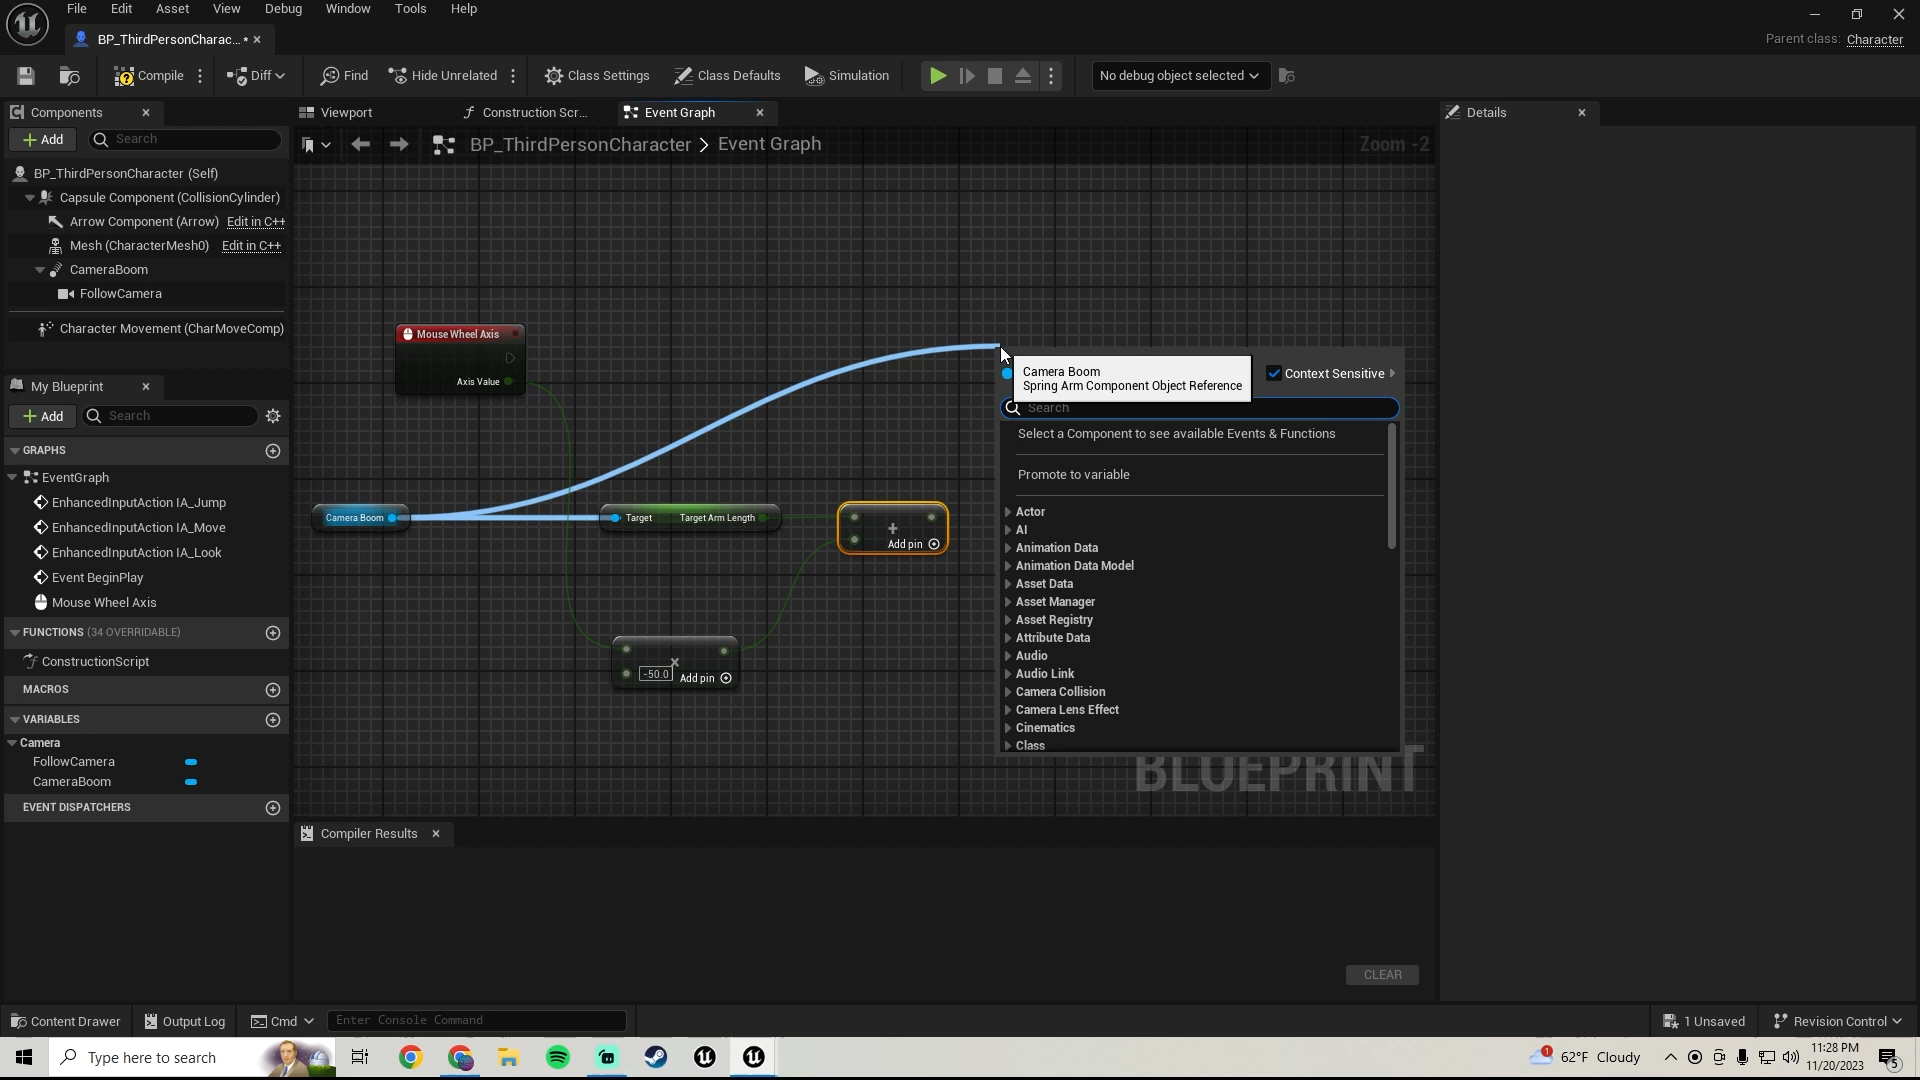 File Edit Asset View Debug Window Tools Help
BP_ThirdPersonCharac... •
Parent class: Character
Compile Diff Find Hide Unrelated Class Settings Class Defaults Simulation No debug object selected
Components
Add Search
BP_ThirdPersonCharacter (Self)
Capsule Component (CollisionCylinder)
Arrow Component (Arrow) Edit in C++
Mesh (CharacterMesh0) Edit in C++
CameraBoom
FollowCamera
Character Movement (CharMoveComp)
My Blueprint
Add Search
GRAPHS
EventGraph
EnhancedInputAction IA_Jump
EnhancedInputAction IA_Move
EnhancedInputAction IA_Look
Event BeginPlay
Mouse Wheel Axis
FUNCTIONS (34 OVERRIDABLE)
ConstructionScript
MACROS
VARIABLES
Camera
FollowCamera
CameraBoom
EVENT DISPATCHERS
Viewport Construction Scr... Event Graph
BP_ThirdPersonCharacter > Event Graph
Zoom -2
Mouse Wheel Axis
Axis Value
Camera Boom
Target Target Arm Length
+
Add pin
×
-50.0 Add pin
Camera Boom
Spring Arm Component Object Reference
Context Sensitive
Search
Select a Component to see available Events & Functions
Promote to variable
Actor
AI
Animation Data
Animation Data Model
Asset Data
Asset Manager
Asset Registry
Attribute Data
Audio
Audio Link
Camera Collision
Camera Lens Effect
Cinematics
Class
BLUEPRINT
Compiler Results
CLEAR
Details
Content Drawer Output Log Cmd Enter Console Command
1 Unsaved Revision Control
Type here to search
1
62°F Cloudy
11:28 PM
11/20/2023
5